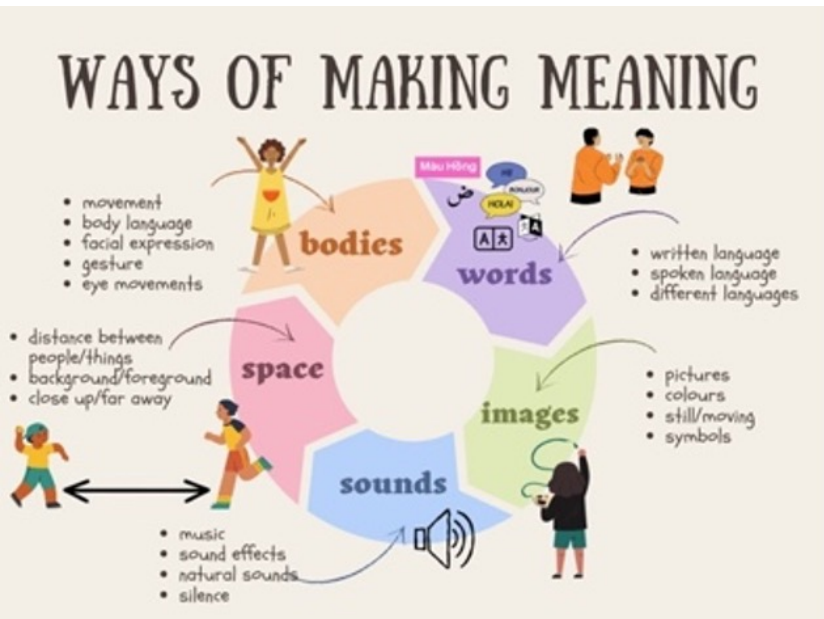 WAYS OF MAKING MEANING
bodies
• movement
• body language
• facial expression
• gesture
• eye movements
Màu Hồng
ض
HI!
BONJOUR
HOLA!
A 文
文 A
words
• written language
• spoken language
• different languages
space
• distance between
people/things
• background/foreground
• close up/far away
images
• pictures
• colours
• still/moving
• symbols
sounds
• music
• sound effects
• natural sounds
• silence